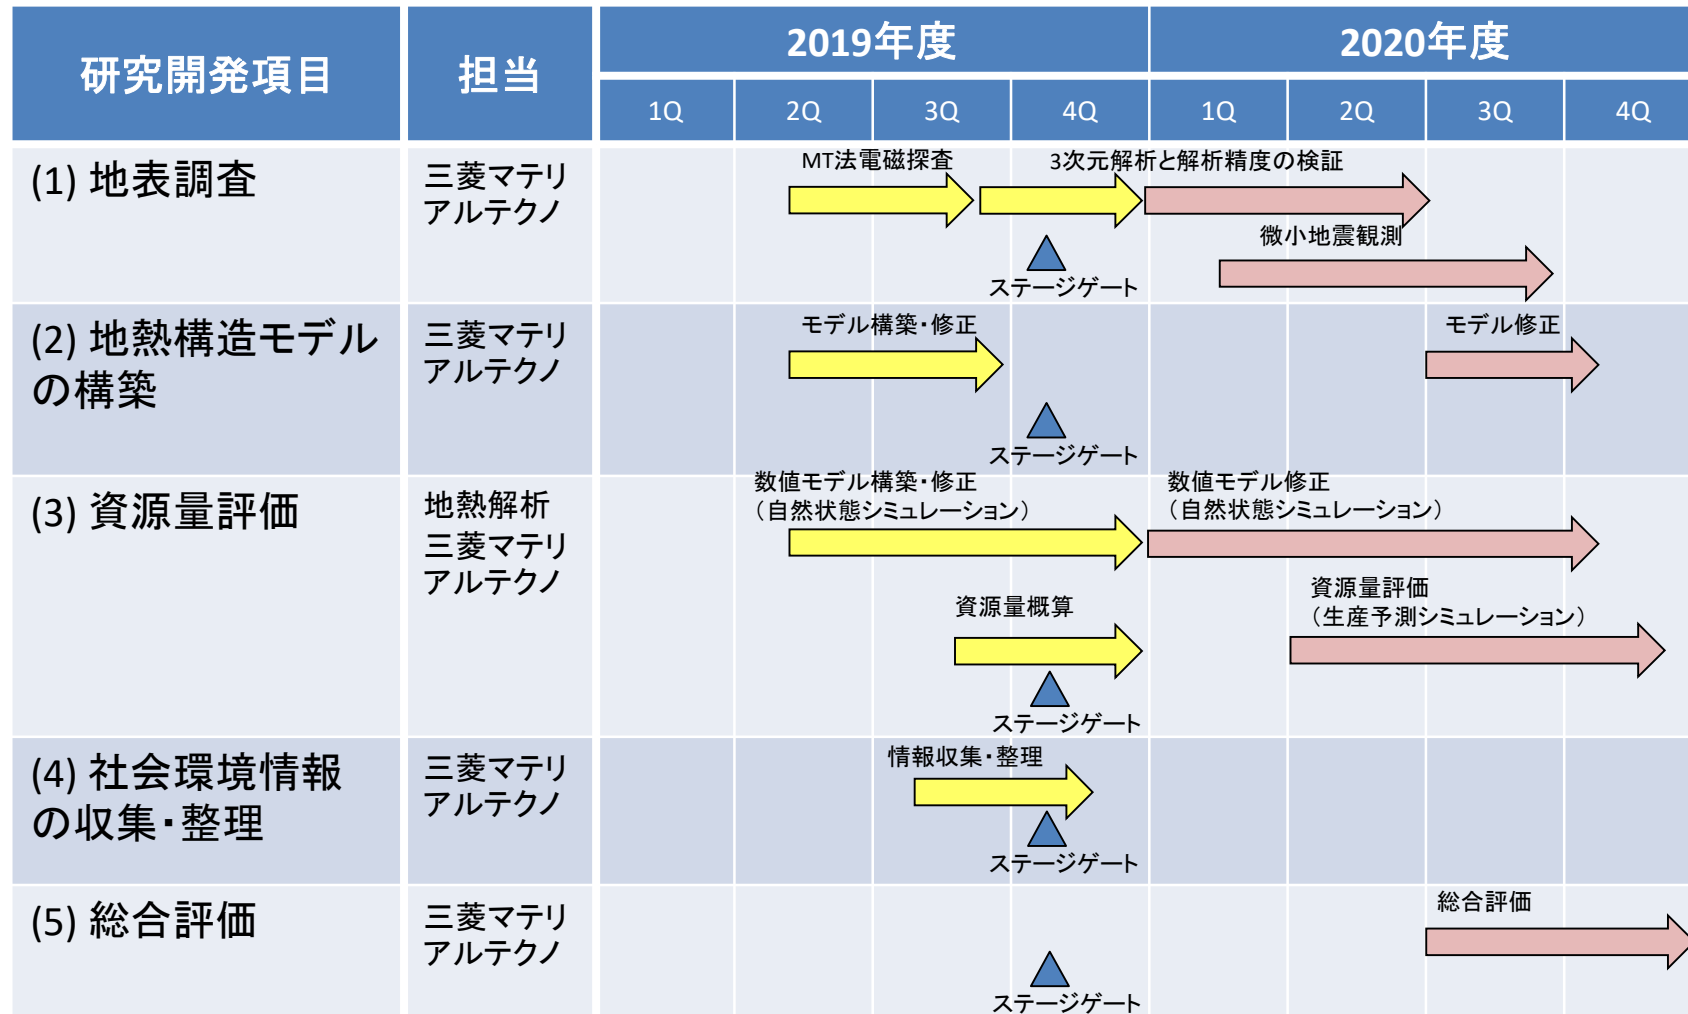 研究開発項目
担当
2019年度
2020年度
1Q
2Q
3Q
4Q
1Q
2Q
3Q
4Q
(1) 地表調査
三菱マテリ
アルテクノ
MT法電磁探査
3次元解析と解析精度の検証
微小地震観測
ステージゲート
(2) 地熱構造モデル
の構築
三菱マテリ
アルテクノ
モデル構築・修正
モデル修正
ステージゲート
(3) 資源量評価
地熱解析
三菱マテリ
アルテクノ
数値モデル構築・修正
（自然状態シミュレーション）
数値モデル修正
（自然状態シミュレーション）
資源量概算
資源量評価
（生産予測シミュレーション）
ステージゲート
(4) 社会環境情報
の収集・整理
三菱マテリ
アルテクノ
情報収集・整理
ステージゲート
(5) 総合評価
三菱マテリ
アルテクノ
総合評価
ステージゲート